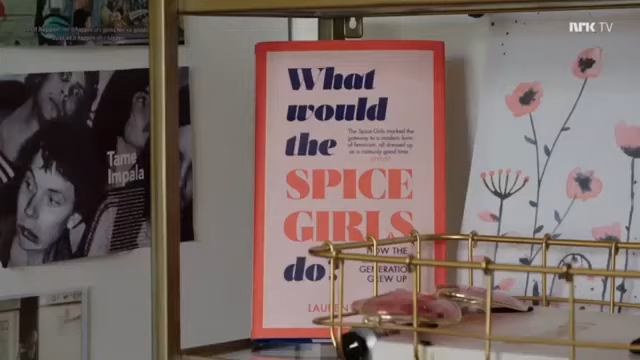 NRK TV
Tame
Impala
What
would
the
The Spice Girls marked the
gateway to a modern form
of feminism, all dressed up
as a riotously good time
SPICE
GIRLS
do?
HOW THE
GENERATION
GREW UP
LAUREN